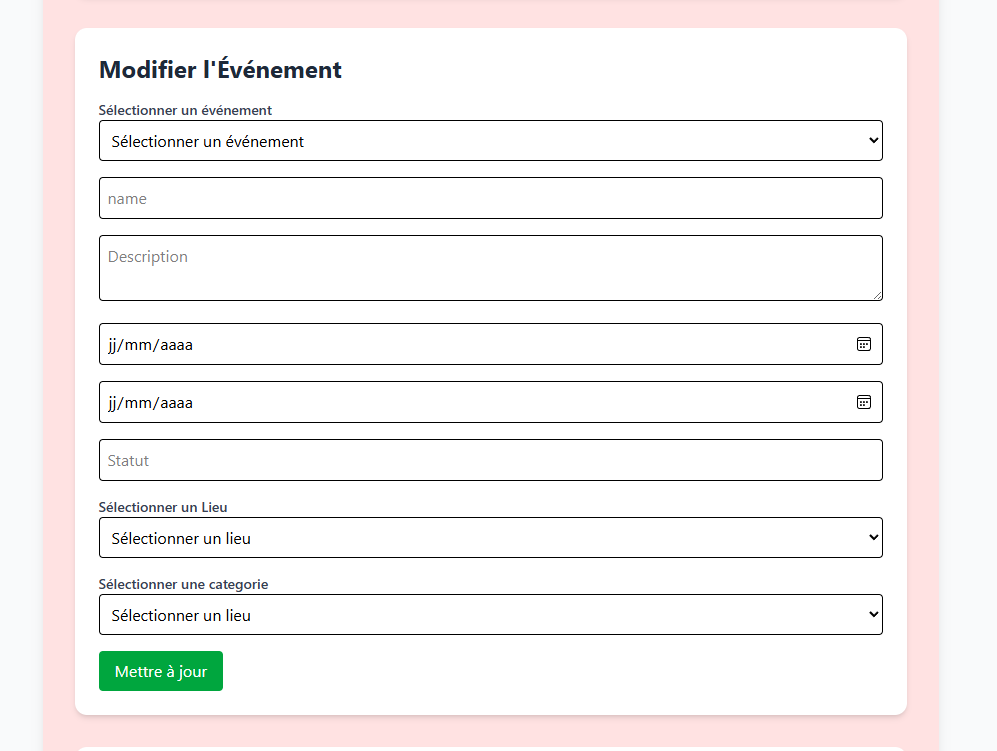 Modifier l'Événement
Sélectionner un événement
Sélectionner un événement
name
Description
jj/mm/aaaa
jj/mm/aaaa
Statut
Sélectionner un Lieu
Sélectionner un lieu
Sélectionner une categorie
Sélectionner un lieu
Mettre à jour